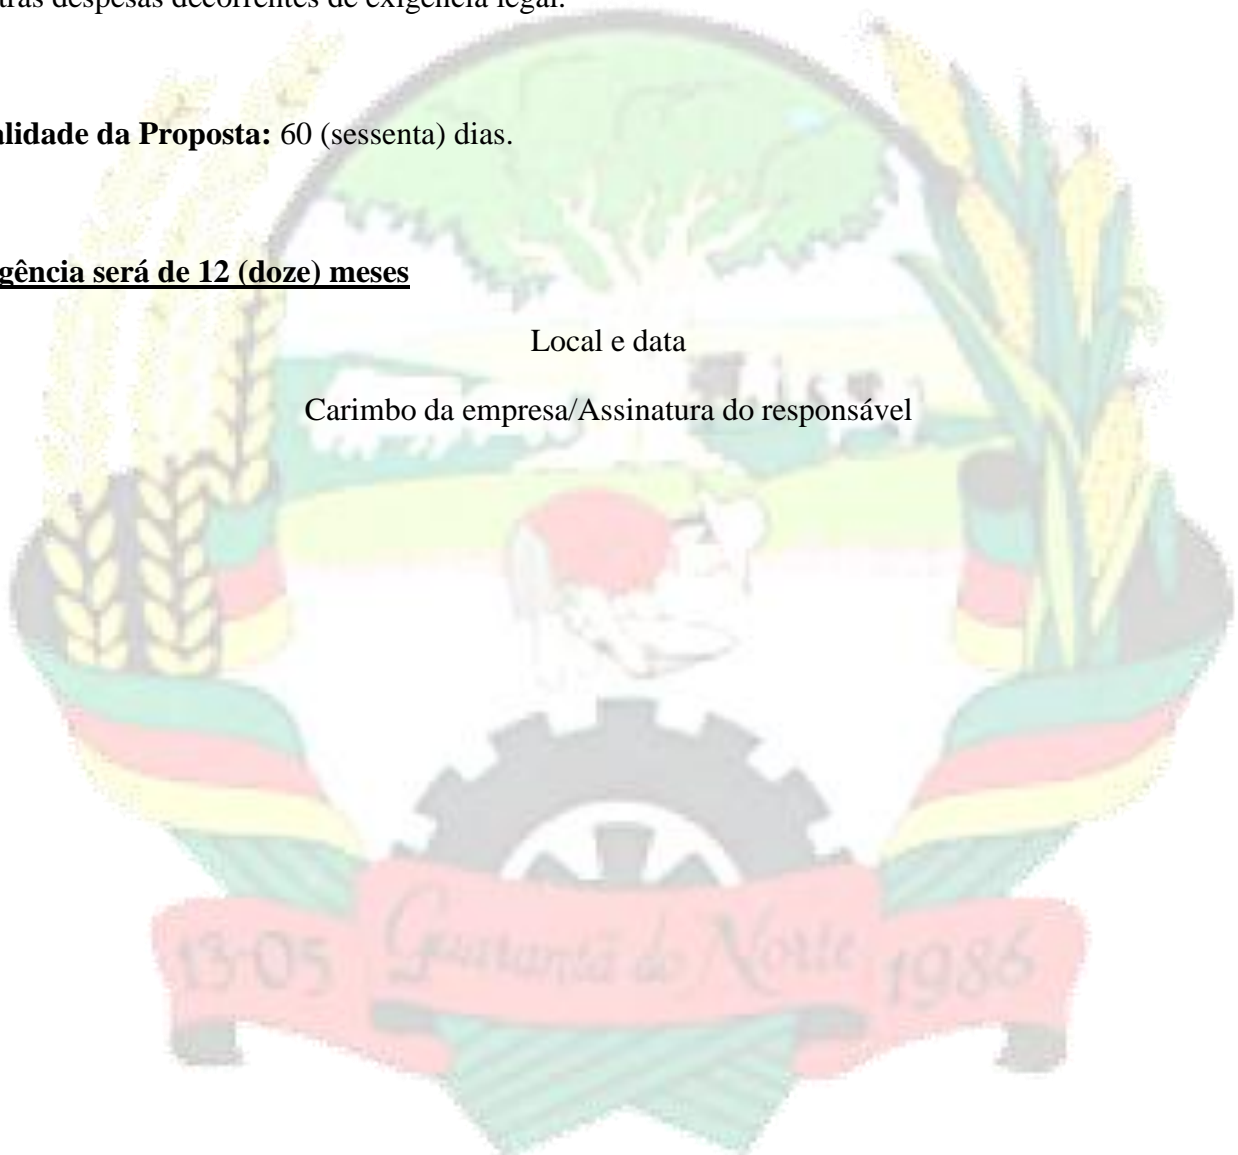 tras despesas decorrentes de exigência legal.
alidade da Proposta: 60 (sessenta) dias.
gência será de 12 (doze) meses
Local e data
Carimbo da empresa/Assinatura do responsável
13-05 Guarantã do Norte 1986